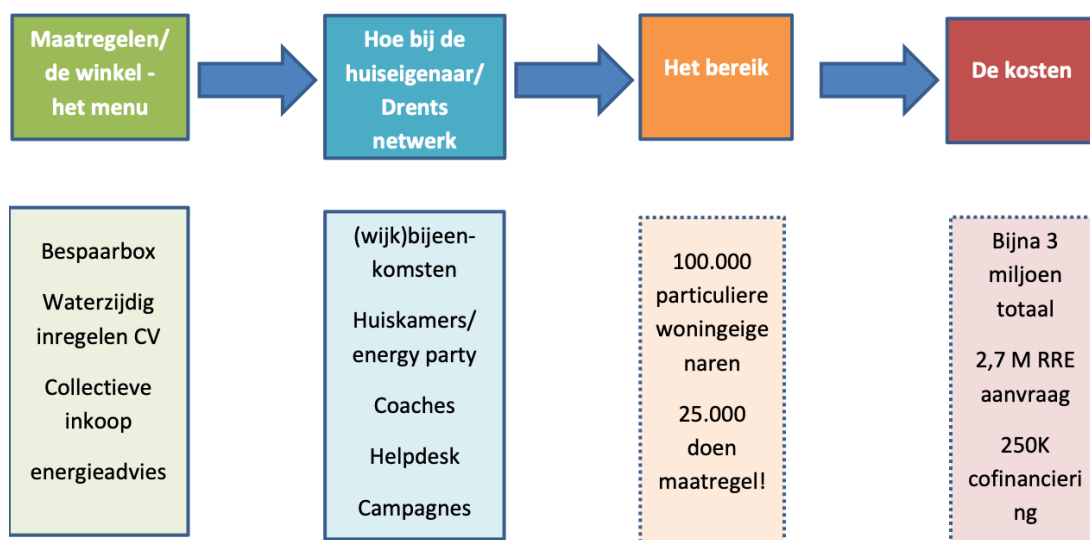 Maatregelen/
de winkel -
het menu
Hoe bij de
huiseigenaar/
Drents
netwerk
Het bereik
De kosten
Bespaarbox
Waterzijdig
inregelen CV
Collectieve
inkoop
energieadvies
(wijk)bijeen-
komsten
Huiskamers/
energy party
Coaches
Helpdesk
Campagnes
100.000
particuliere
woningeige
naren
25.000
doen
maatregel!
Bijna 3
miljoen
totaal
2,7 M RRE
aanvraag
250K
cofinancieri
ng